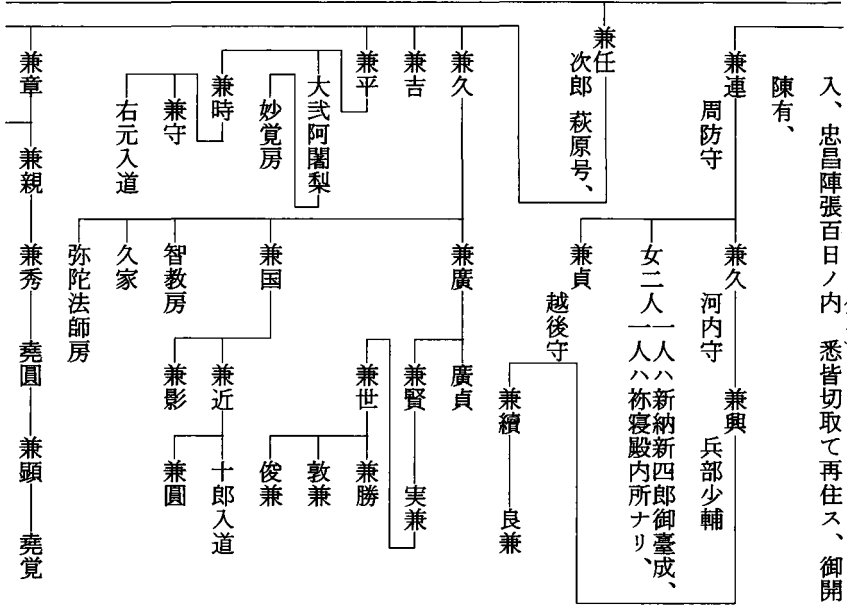 入、忠昌陣張百日ノ内、悉皆切取て再住ス、御開
陳有、
兼連
周防守
兼久
河内守
兼興
兵部少輔
女二人
一人ハ新納新四郎御臺成、
一人ハ祢寝殿内所ナリ、
兼貞
越後守
兼續
良兼
兼任
次郎 萩原号、
兼久
兼廣
廣貞
兼賢
実兼
兼世
兼勝
敦兼
俊兼
兼国
兼近
十郎入道
兼圓
兼影
智教房
久家
弥陀法師房
兼吉
兼平
大弐阿闍梨
妙覚房
兼時
兼守
右元入道
兼章
兼親
兼秀
堯圓
兼顕
堯覚